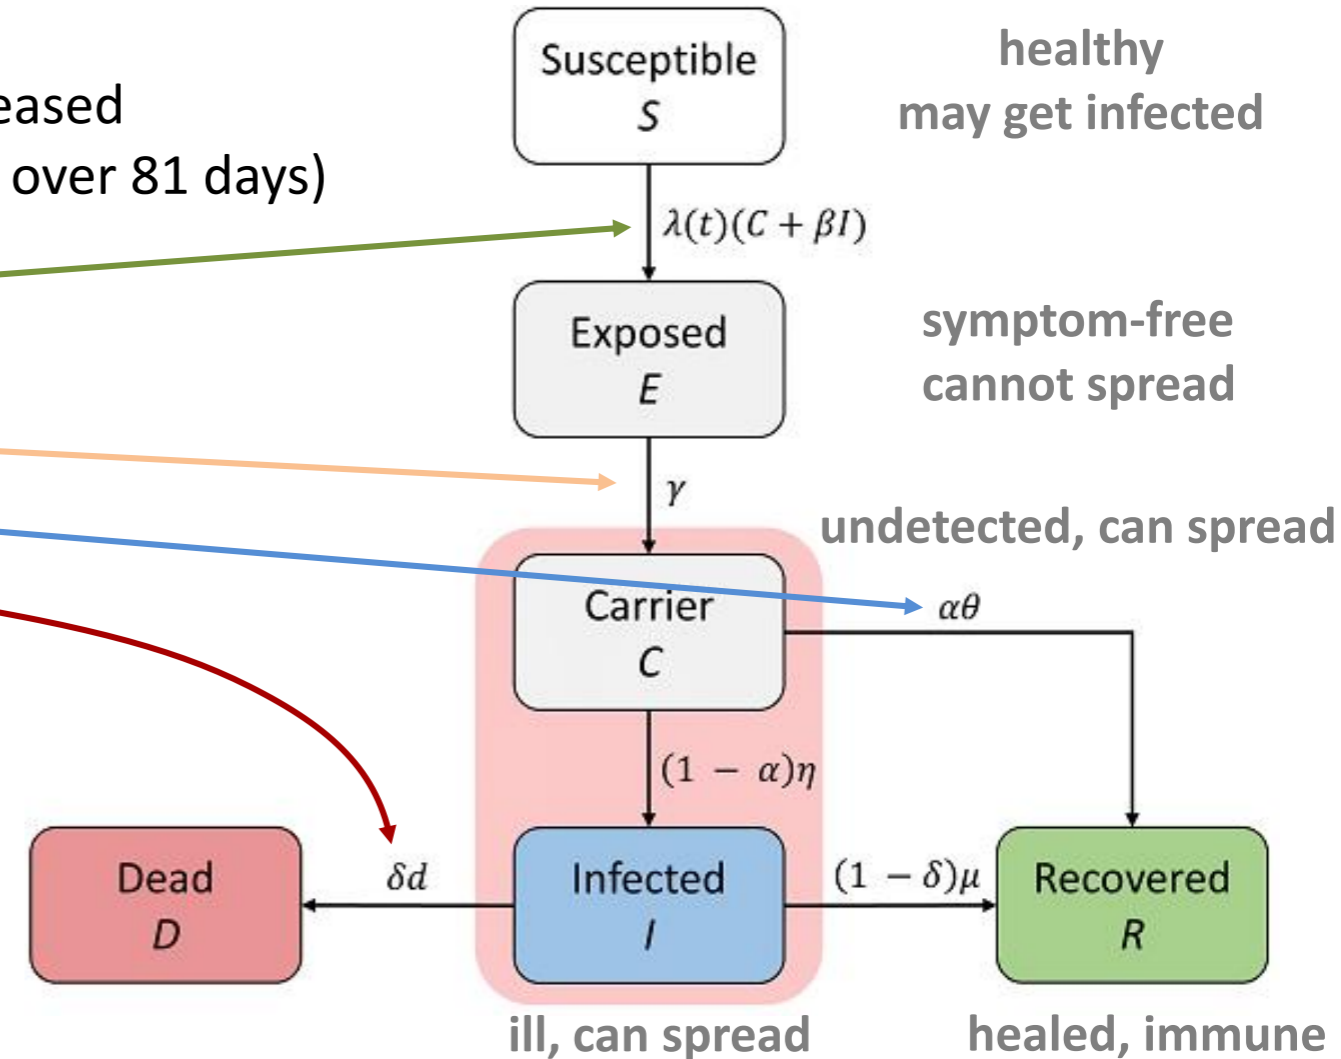 eased
over 81 days)
Susceptible
S
healthy
may get infected
λ(t)(C + βI)
Exposed
E
symptom-free
cannot spread
γ
undetected, can spread
Carrier
C
αθ
(1 − α)η
Dead
D
δd
Infected
I
(1 − δ)μ
Recovered
R
ill, can spread
healed, immune